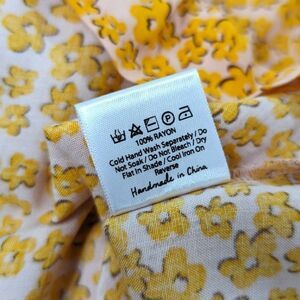 100% RAYON
Cold Hand Wash Separately / Do
Not Soak / Do Not Bleach / Dry
Flat In Shade / Cool Iron On
Reverse
Handmade in China